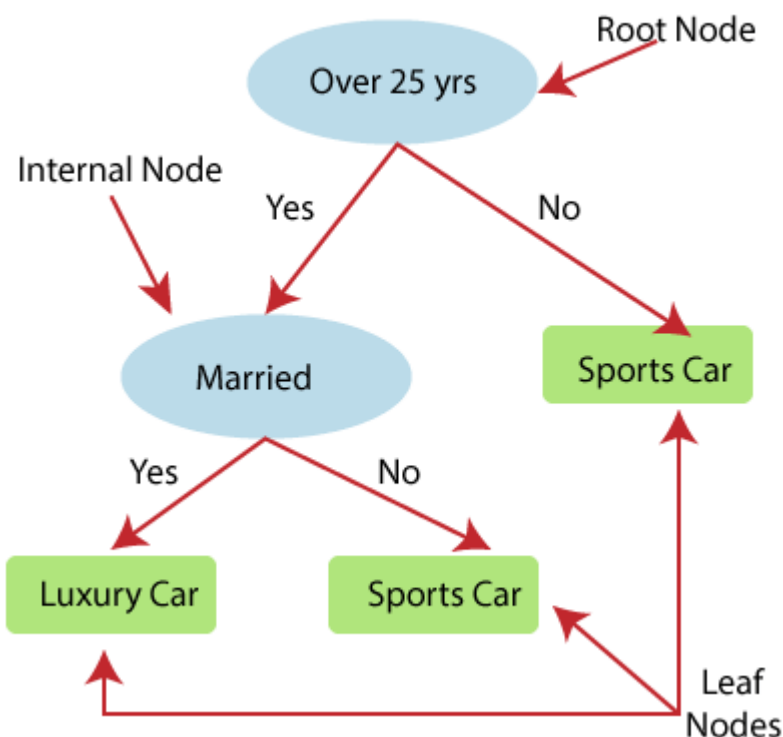 Root Node
Over 25 yrs
Internal Node
Yes
No
Married
Sports Car
Yes
No
Luxury Car
Sports Car
Leaf
Nodes